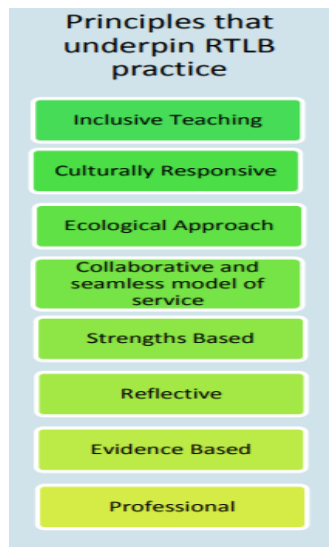 Principles that
underpin RTLB
practice
Inclusive Teaching
Culturally Responsive
Ecological Approach
Collaborative and
seamless model of
service
Strengths Based
Reflective
Evidence Based
Professional